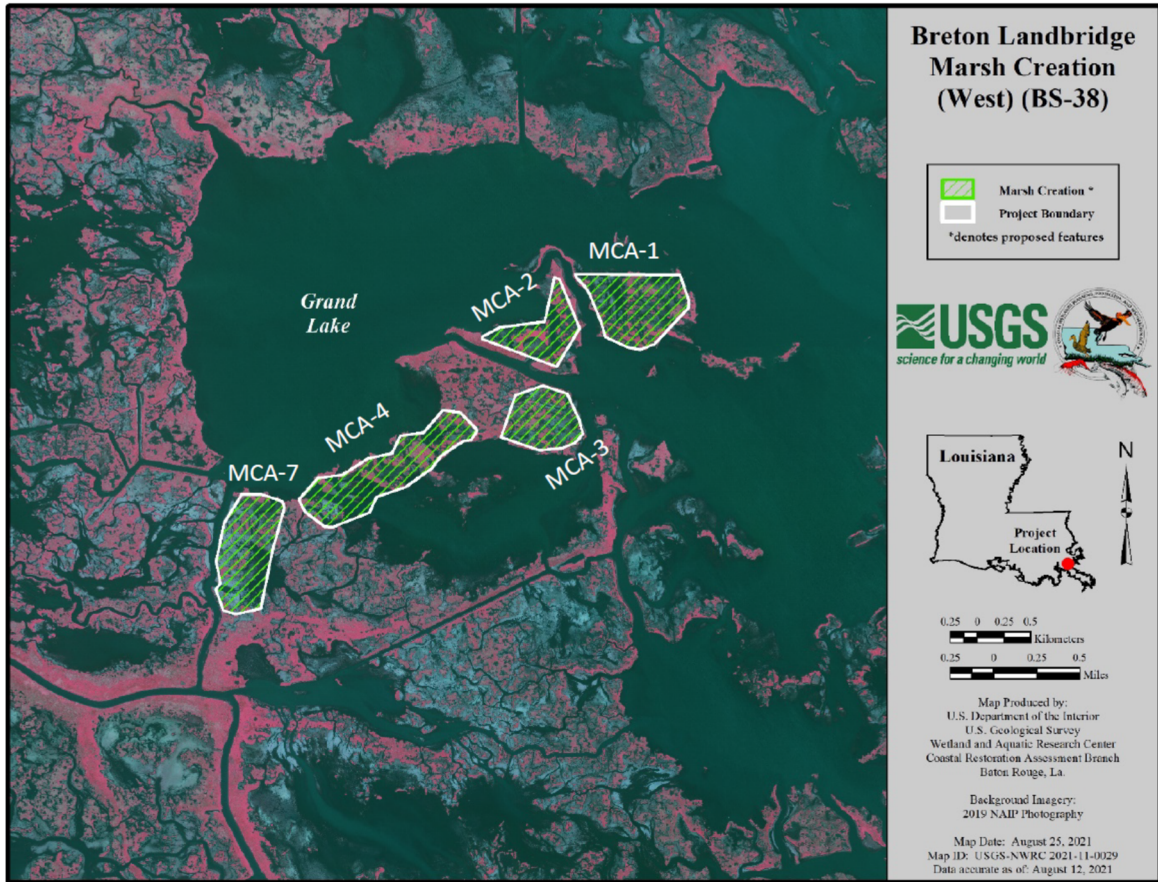 Breton Landbridge
Marsh Creation
(West) (BS-38)
Marsh Creation *
Project Boundary
*denotes proposed features
MCA-1
MCA-2
Grand
Lake
MCA-4
MCA-3
MCA-7
USGS
science for a changing world
Louisiana
N
Project
Location
0.25 0 0.25 0.5
Kilometers
0.25 0 0.25 0.5
Miles
Map Produced by:
U.S. Department of the Interior
U.S. Geological Survey
Wetland and Aquatic Research Center
Coastal Restoration Assessment Branch
Baton Rouge, La.
Background Imagery:
2019 NAIP Photography
Map Date: August 25, 2021
Map ID: USGS-NWRC 2021-11-0029
Data accurate as of: August 12, 2021